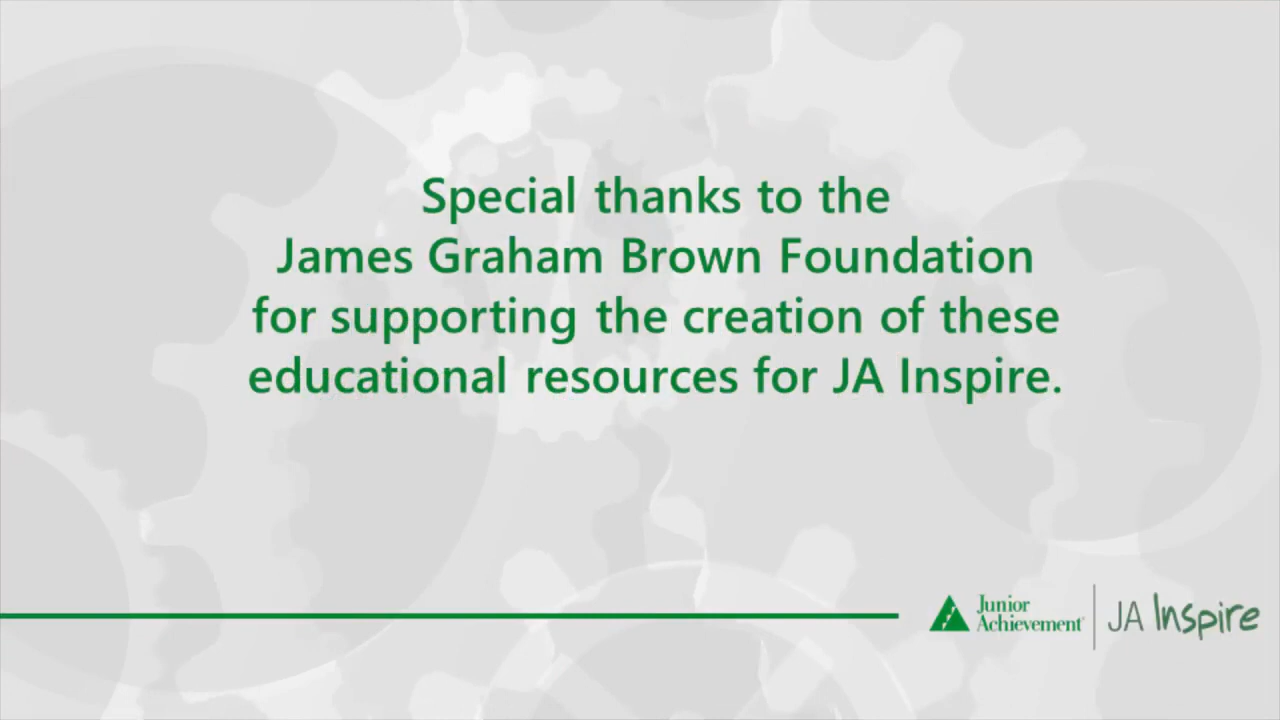 Special thanks to the
James Graham Brown Foundation
for supporting the creation of these
educational resources for JA Inspire.
Junior
Achievement
JA Inspire